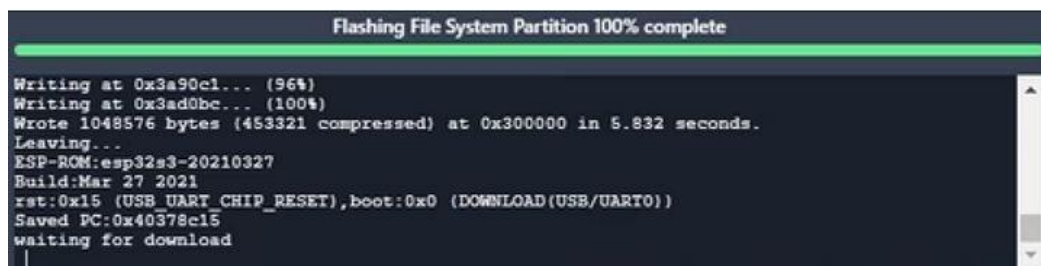 Flashing File System Partition 100% complete
Writing at 0x3a90c1... (96%)
Writing at 0x3ad0bc... (100%)
Wrote 1048576 bytes (453321 compressed) at 0x300000 in 5.832 seconds.
Leaving...
ESP-ROM:esp32s3-20210327
Build:Mar 27 2021
rst:0x15 (USB_UART_CHIP_RESET),boot:0x0 (DOWNLOAD(USB/UART0))
Saved PC:0x40378c15
waiting for download